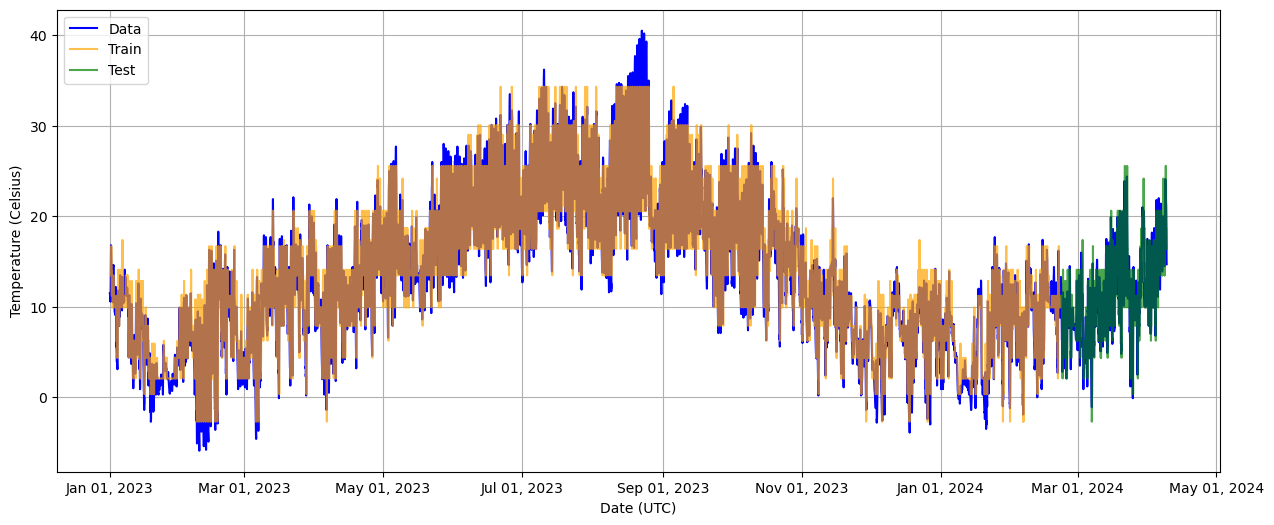 Data
Train
Test
Temperature (Celsius)
40
30
20
10
0
Jan 01, 2023
Mar 01, 2023
May 01, 2023
Jul 01, 2023
Sep 01, 2023
Nov 01, 2023
Jan 01, 2024
Mar 01, 2024
May 01, 2024
Date (UTC)